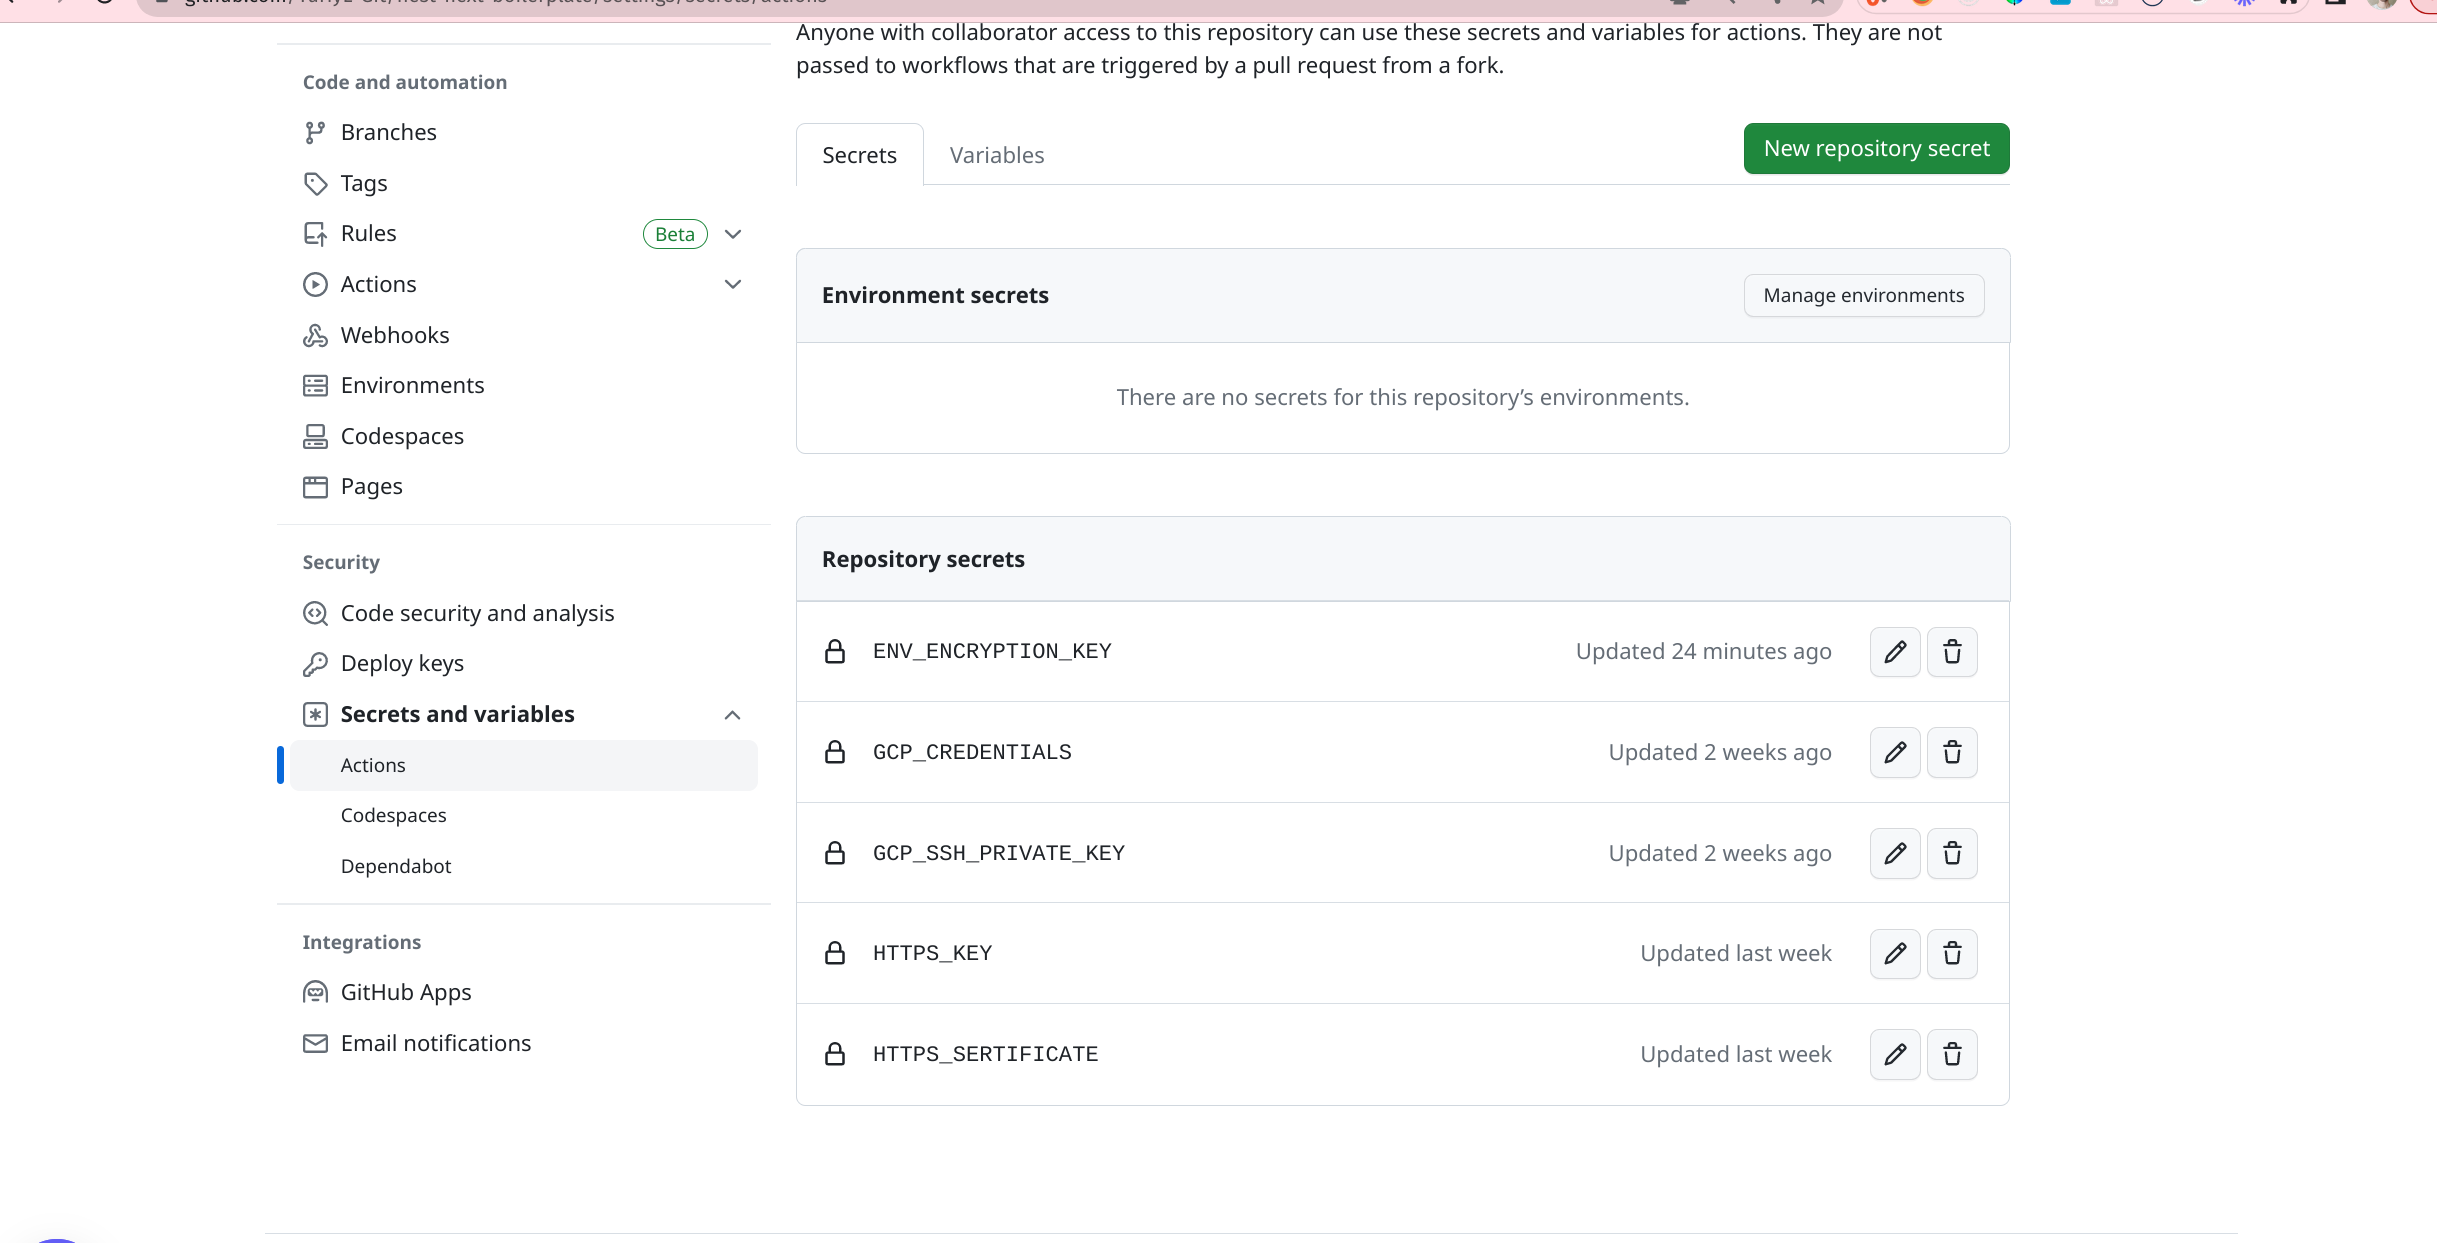 Anyone with collaborator access to this repository can use these secrets and variables for actions. They are not
passed to workflows that are triggered by a pull request from a fork.
Code and automation
Branches
Tags
Rules
Beta
Actions
Webhooks
Environments
Codespaces
Pages
Security
Code security and analysis
Deploy keys
Secrets and variables
Actions
Codespaces
Dependabot
Integrations
GitHub Apps
Email notifications
Secrets
Variables
New repository secret
Environment secrets
Manage environments
There are no secrets for this repository’s environments.
Repository secrets
ENV_ENCRYPTION_KEY
Updated 24 minutes ago
GCP_CREDENTIALS
Updated 2 weeks ago
GCP_SSH_PRIVATE_KEY
Updated 2 weeks ago
HTTPS_KEY
Updated last week
HTTPS_SERTIFICATE
Updated last week